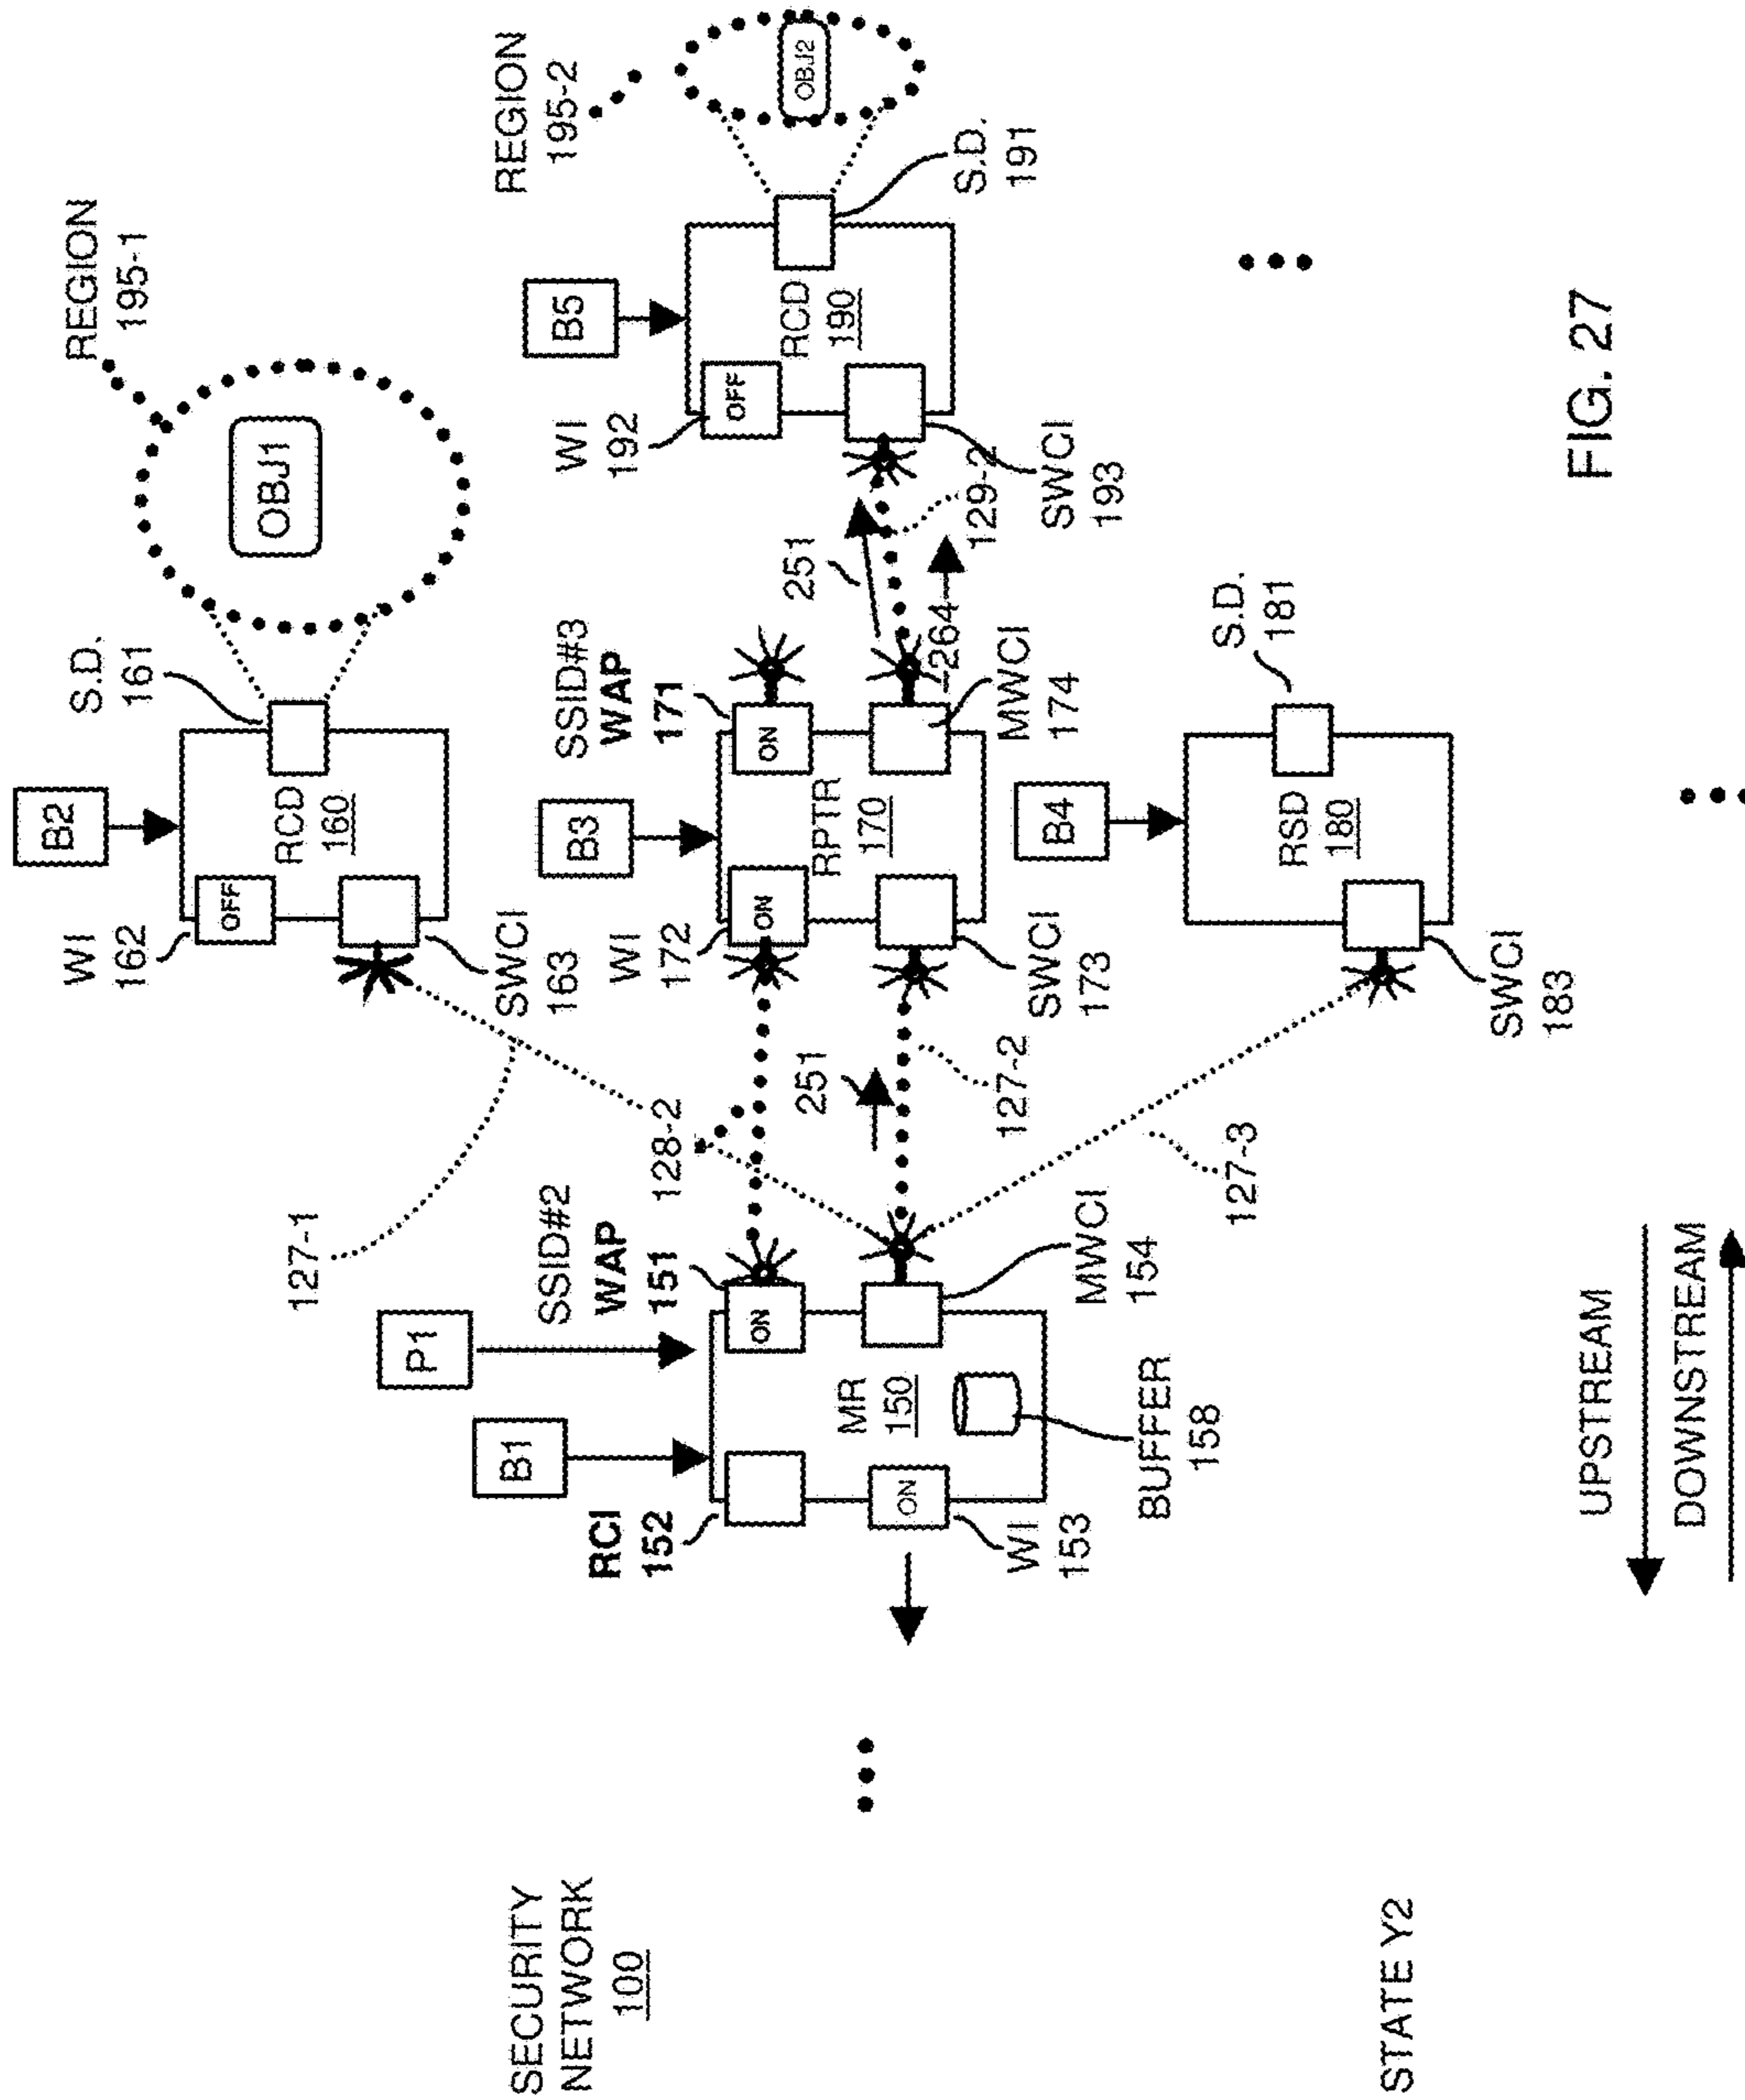 SECURITY
NETWORK
100
STATE Y2
REGION
195-1
OBJ1
S.D.
161
B2
WI
162
OFF
RCD
160
SWCI
163
127-1
REGION
195-2
OBJ2
S.D.
191
B5
WI
192
OFF
RCD
190
SWCI
193
129-2
251
264
SSID#3
WAP
171
ON
B3
WI
172
ON
RPTR
170
MWCI
174
SWCI
173
128-2
251
127-2
127-3
P1
SSID#2
WAP
151
ON
B1
RCI
152
MR
150
MWCI
154
ON
WI
153
BUFFER
158
B4
S.D.
181
RSD
180
SWCI
183
UPSTREAM
DOWNSTREAM
FIG. 27